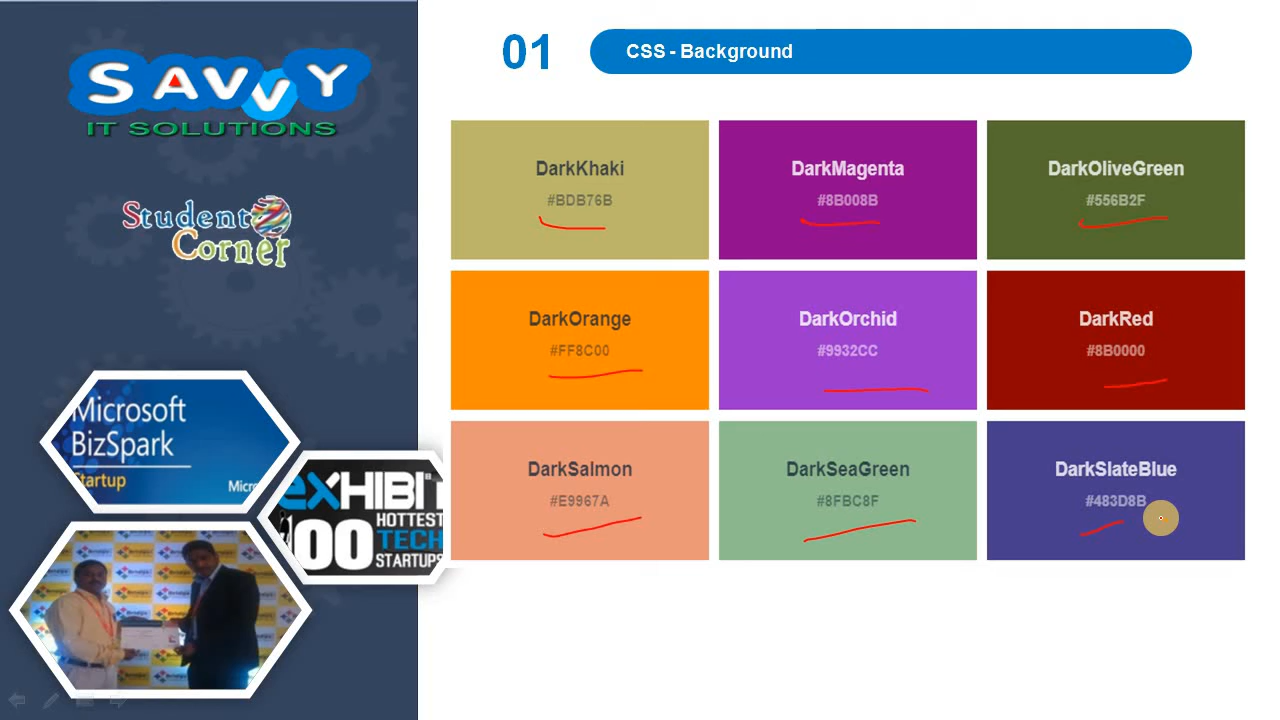 SAVVY
IT SOLUTIONS
Student
Corner
Microsoft
BizSpark
Startup
Micr
eXHIBIT
100
HOTTEST
TECH
STARTUPS
01
CSS - Background
DarkKhaki
#BDB76B
DarkMagenta
#8B008B
DarkOliveGreen
#556B2F
DarkOrange
#FF8C00
DarkOrchid
#9932CC
DarkRed
#8B0000
DarkSalmon
#E9967A
DarkSeaGreen
#8FBC8F
DarkSlateBlue
#483D8B